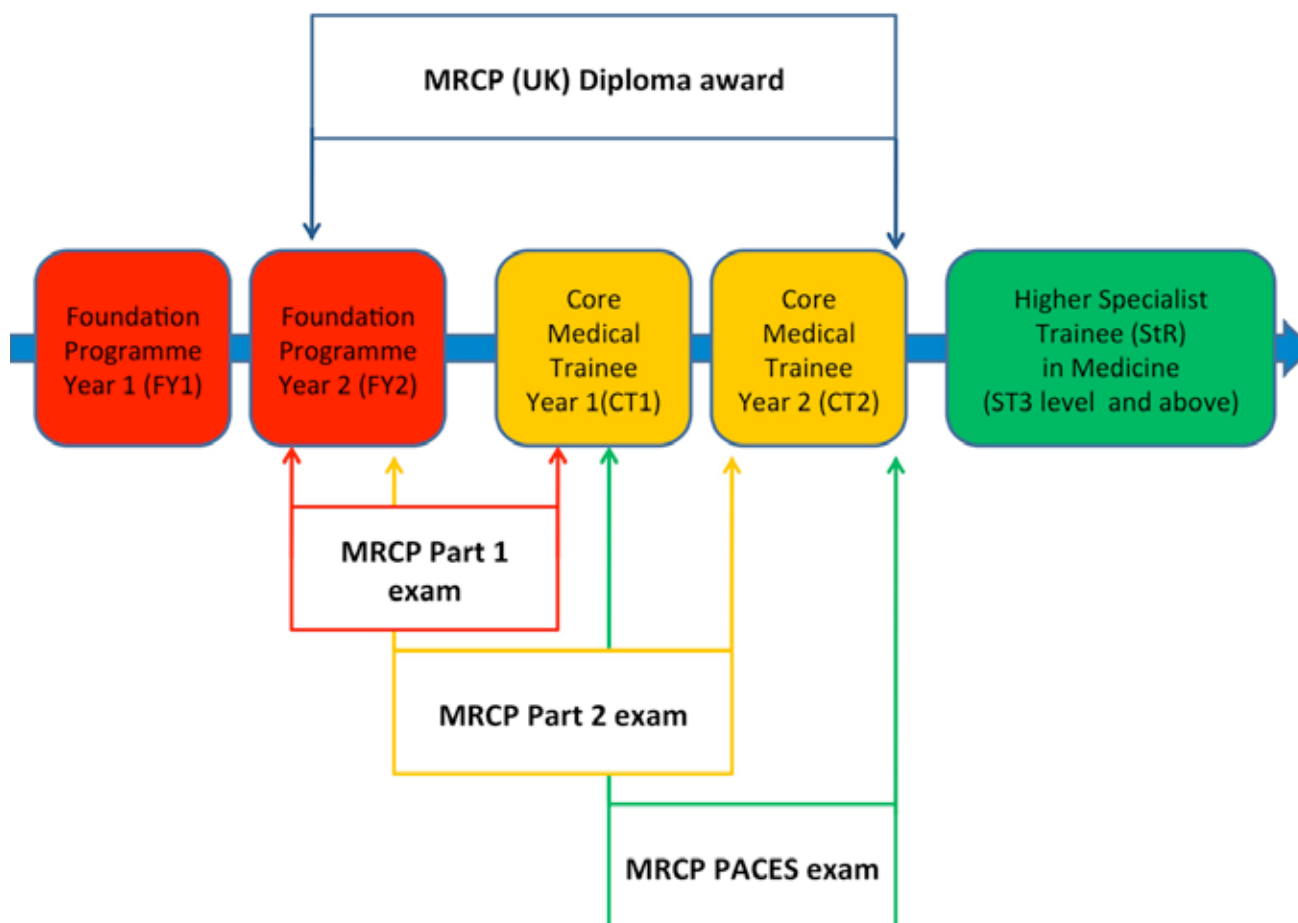 MRCP (UK) Diploma award
Foundation
Programme
Year 1 (FY1)
Foundation
Programme
Year 2 (FY2)
Core
Medical
Trainee
Year 1(CT1)
Core
Medical
Trainee
Year 2 (CT2)
Higher Specialist
Trainee (StR)
in Medicine
(ST3 level and above)
MRCP Part 1
exam
MRCP Part 2 exam
MRCP PACES exam